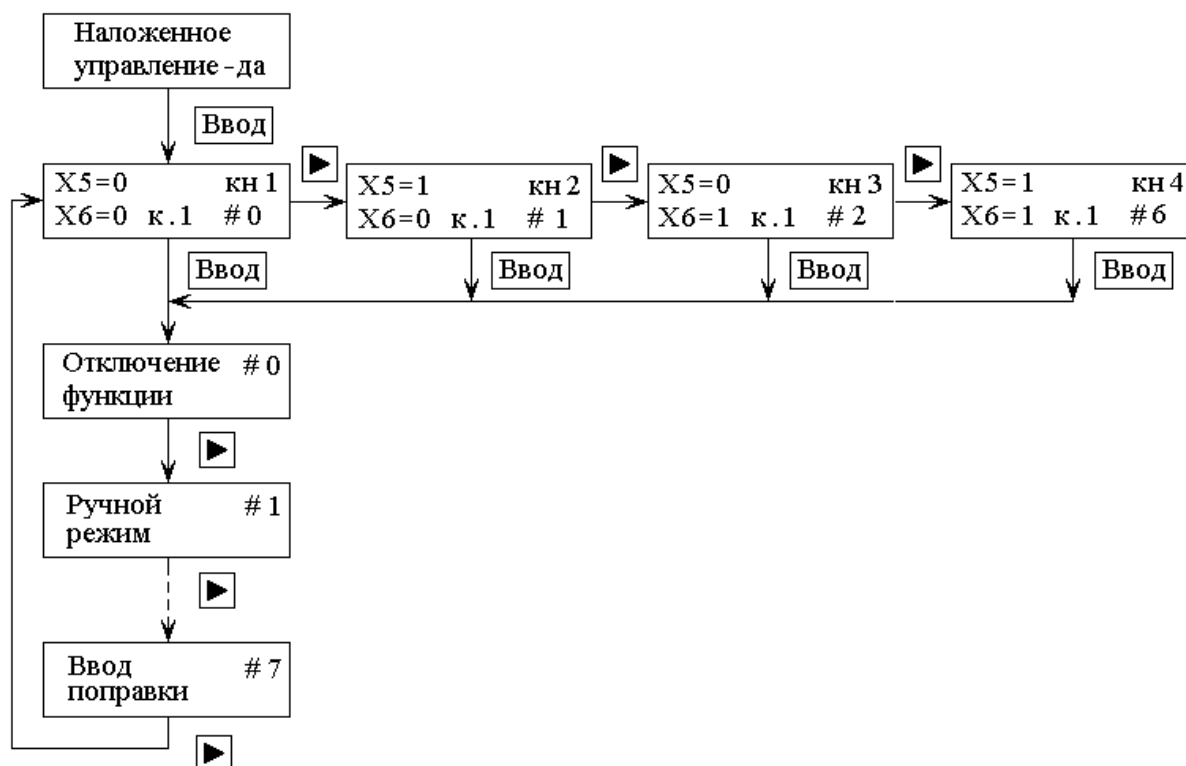 Наложенное
управление - да
Ввод
X5=0 кн 1
X6=0 к.1 #0
X5=1 кн 2
X6=0 к.1 #1
X5=0 кн 3
X6=1 к.1 #2
X5=1 кн 4
X6=1 к.1 #6
Ввод
Ввод
Ввод
Ввод
Отключение #0
функции
Ручной #1
режим
Ввод #7
поправки